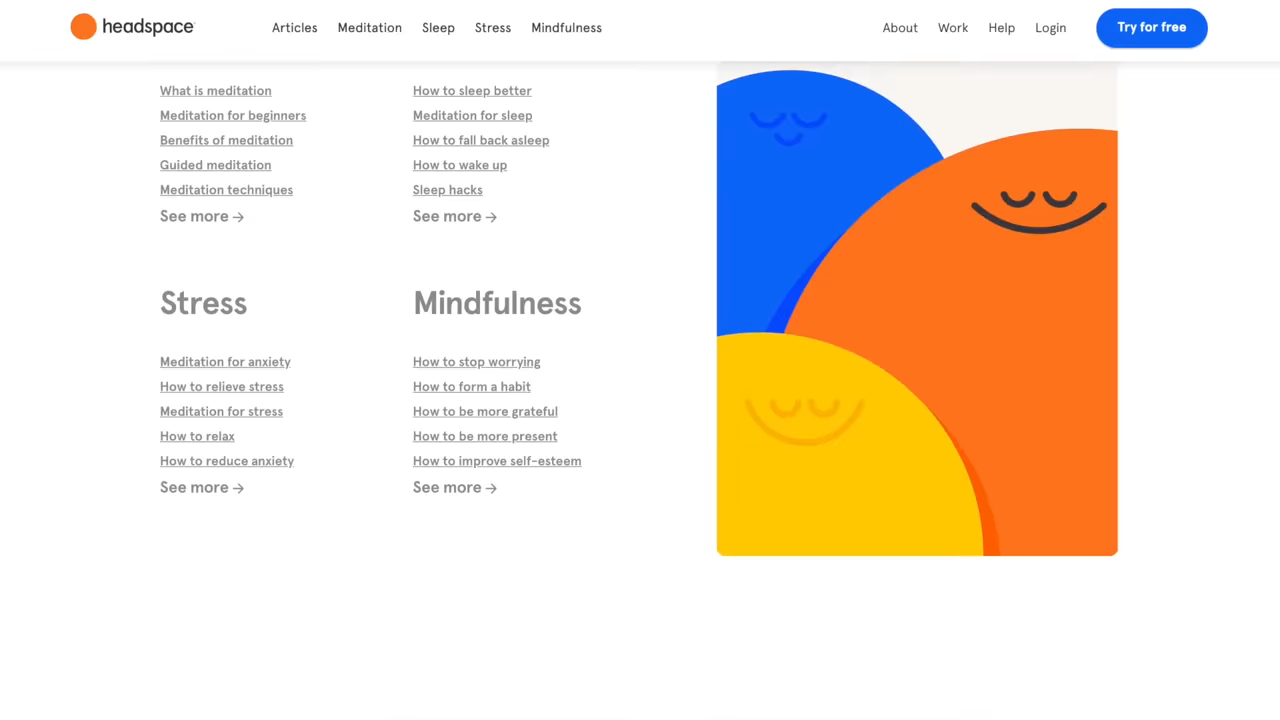 headspace
Articles Meditation Sleep Stress Mindfulness
About Work Help Login Try for free
What is meditation
Meditation for beginners
Benefits of meditation
Guided meditation
Meditation techniques
See more →
How to sleep better
Meditation for sleep
How to fall back asleep
How to wake up
Sleep hacks
See more →
Stress
Meditation for anxiety
How to relieve stress
Meditation for stress
How to relax
How to reduce anxiety
See more →
Mindfulness
How to stop worrying
How to form a habit
How to be more grateful
How to be more present
How to improve self-esteem
See more →